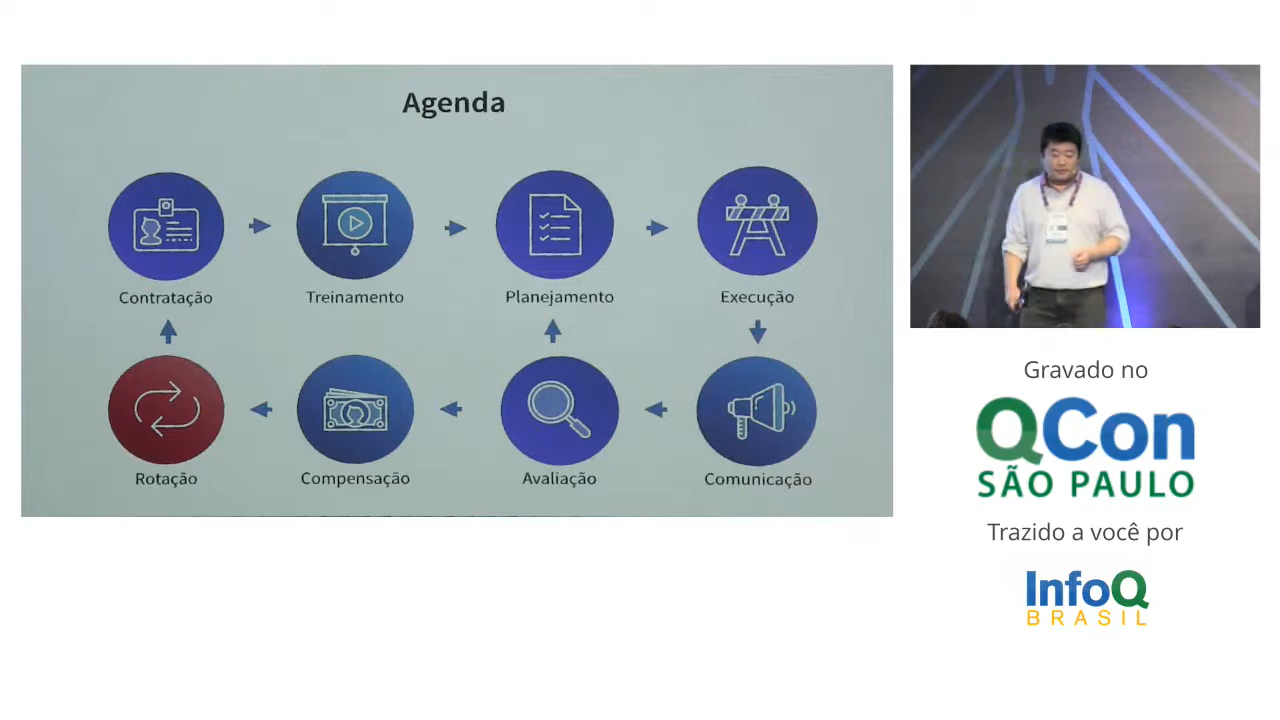 Agenda
Contratação
Treinamento
Planejamento
Execução
Rotação
Compensação
Avaliação
Comunicação
Gravado no
QCon
SÃO PAULO
Trazido a você por
InfoQ
BRASIL